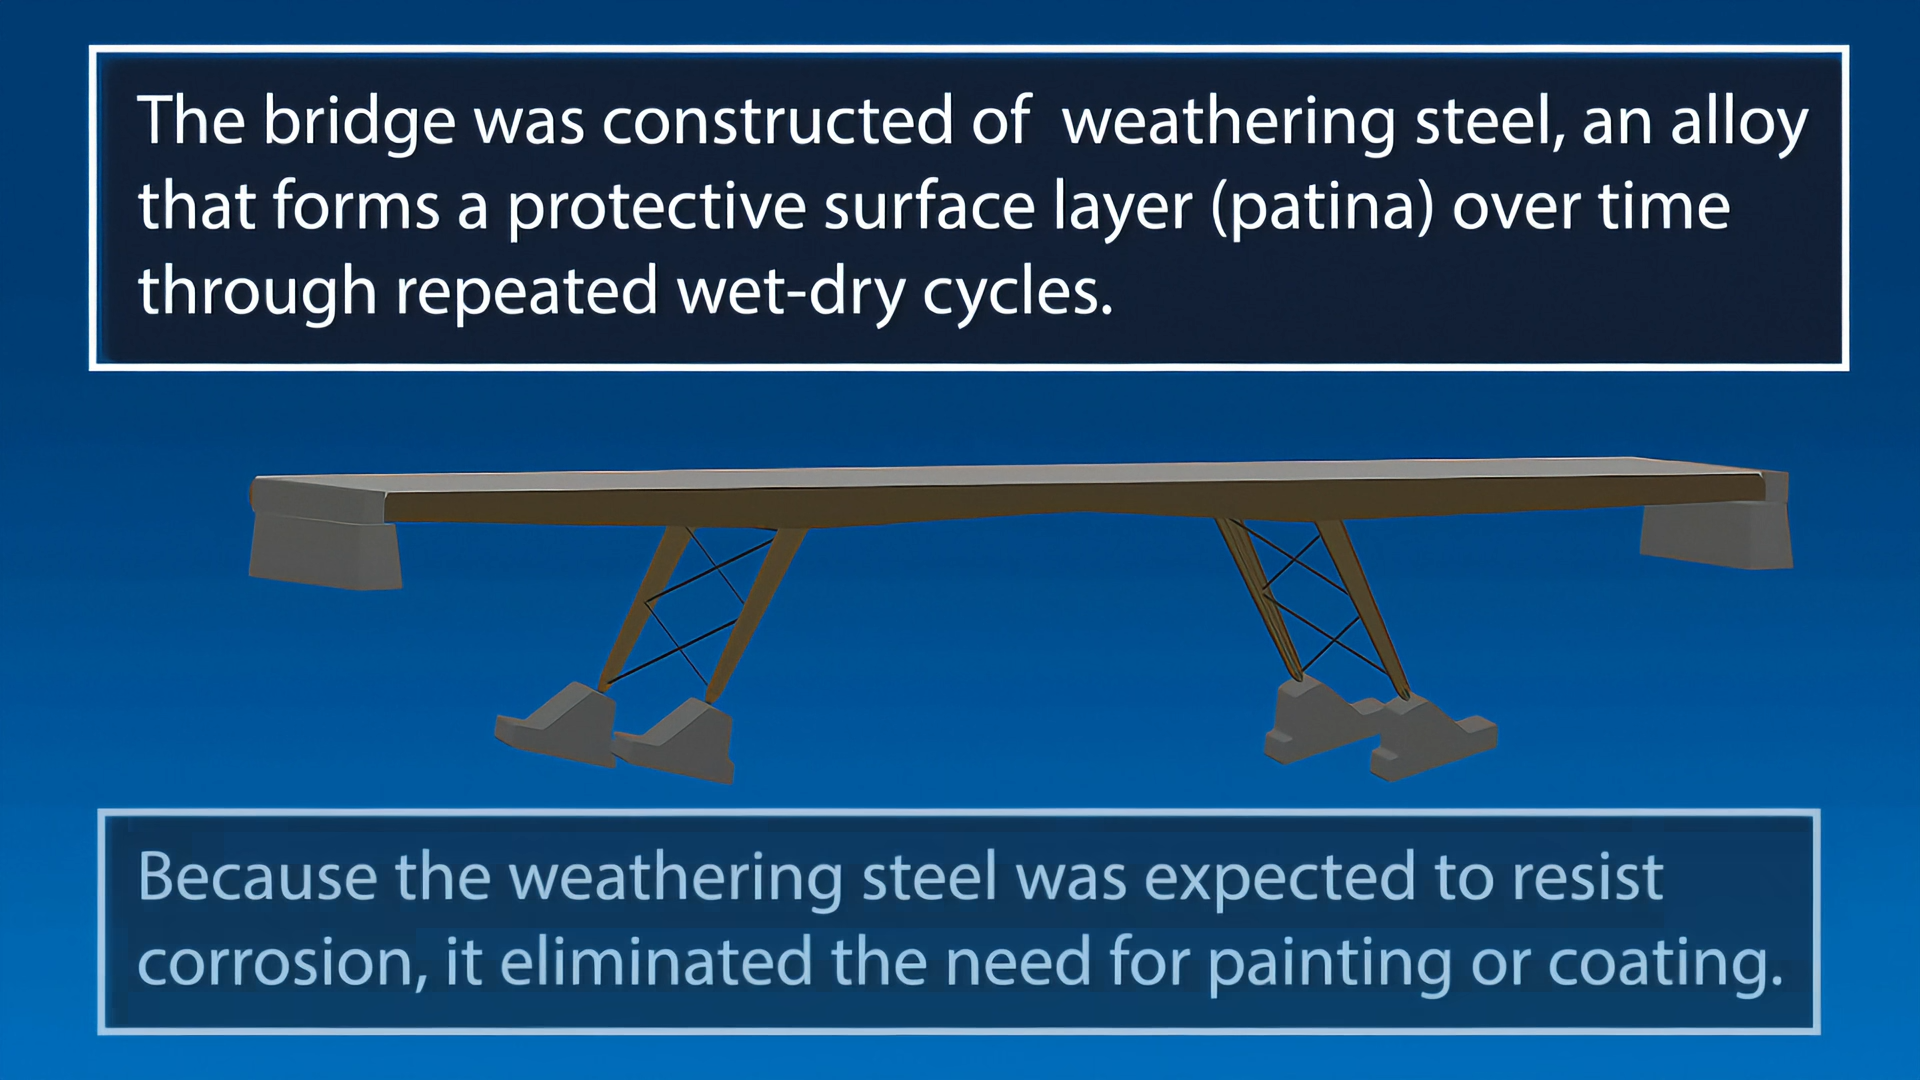 The bridge was constructed of  weathering steel, an alloy
that forms a protective surface layer (patina) over time
through repeated wet-dry cycles.
Because the weathering steel was expected to resist
corrosion, it eliminated the need for painting or coating.